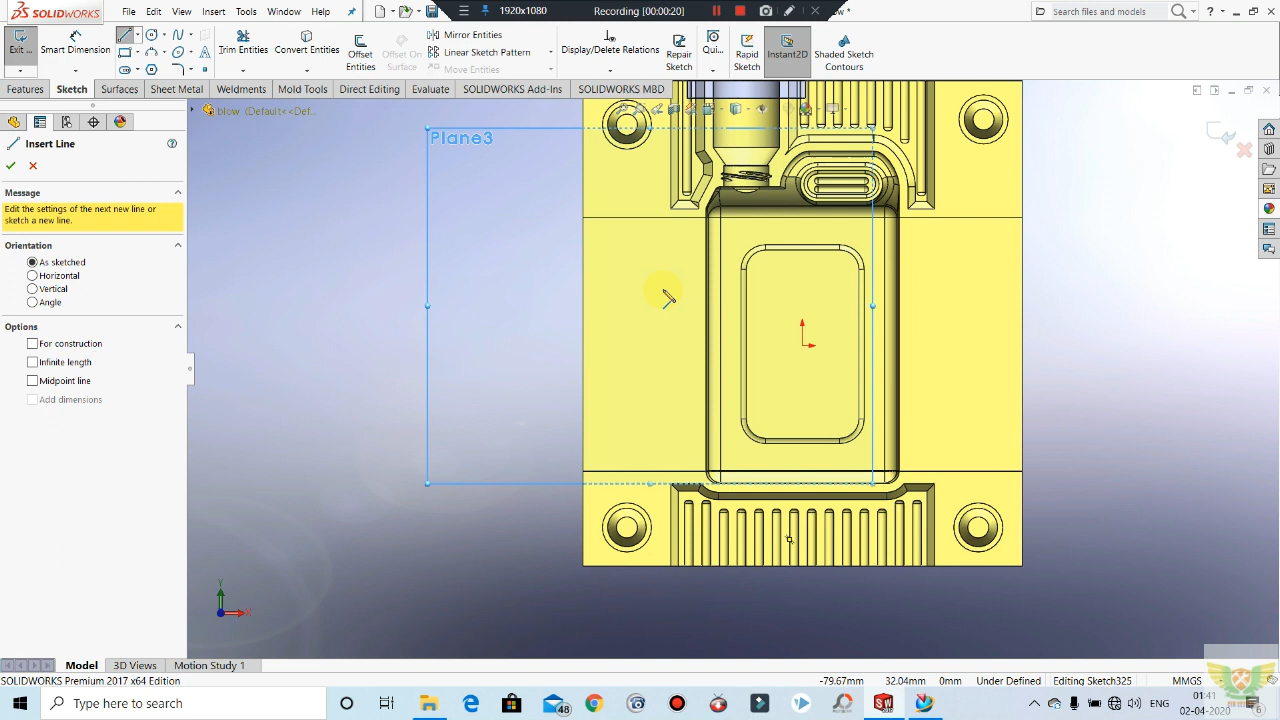 SOLIDWORKS
File Edit View Insert Tools Window Help
1920x1080
Recording [00:00:20]
Search files and models
Exit ...
Smart Dimension
Trim Entities
Convert Entities
Offset Entities
Offset On Surface
Mirror Entities
Linear Sketch Pattern
Move Entities
Display/Delete Relations
Repair Sketch
Qui...
Rapid Sketch
Instant2D
Shaded Sketch Contours
Features Sketch Surfaces Sheet Metal Weldments Mold Tools Direct Editing Evaluate SOLIDWORKS Add-Ins SOLIDWORKS MBD
blow (Default<<Def...
Insert Line
Message
Edit the settings of the next new line or
sketch a new line.
Orientation
As sketched
Horizontal
Vertical
Angle
Options
For construction
Infinite length
Midpoint line
Add dimensions
Plane3
Y
X
Model 3D Views Motion Study 1
SOLIDWORKS Premium 2017 x64 Edition
-79.67mm 32.04mm 0mm Under Defined Editing Sketch325 MMGS
Type here to search
48
ENG
01:41
02-04-2020
6